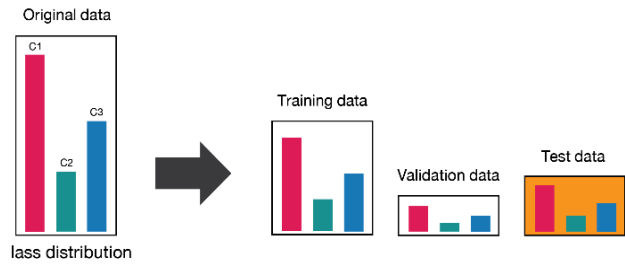 Original data
C1
C2
C3
lass distribution
Training data
Validation data
Test data